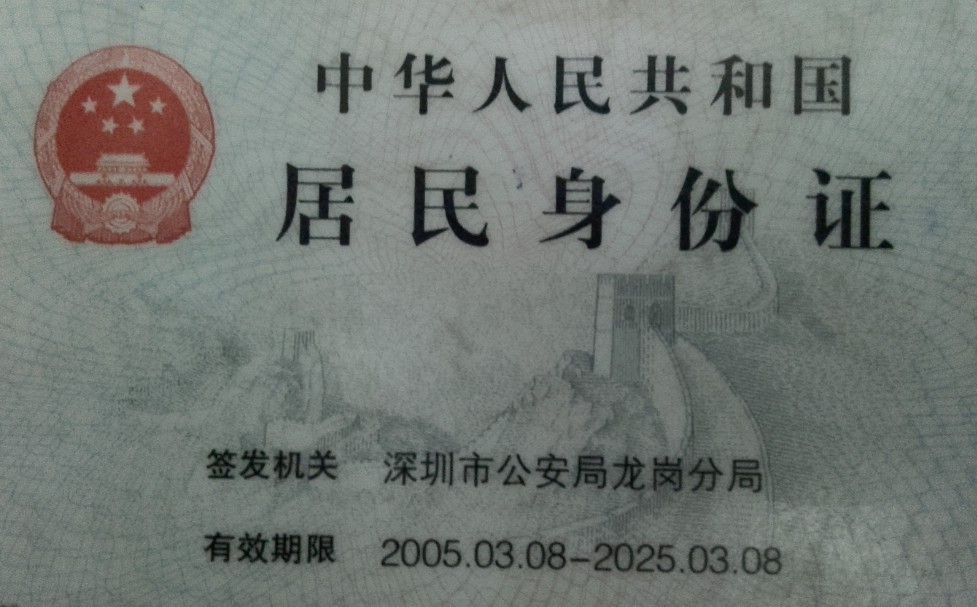 中华人民共和国
居民身份证
签发机关 深圳市公安局龙岗分局
有效期限 2005.03.08-2025.03.08